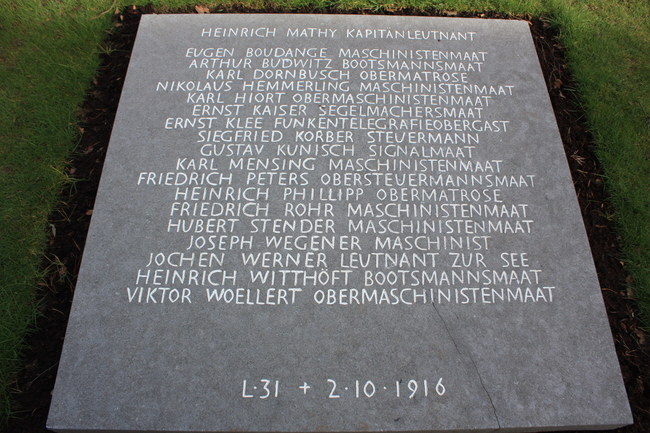 HEINRICH MATHY KAPITÄNLEUTNANT
EUGEN BOUDANGE MASCHINISTENMAAT
ARTHUR BUDWITZ BOOTSMANNSMAAT
KARL DORNBUSCH OBERMATROSE
NIKOLAUS HEMMERLING MASCHINISTENMAAT
KARL HIORT OBERMASCHINISTENMAAT
ERNST KAISER SEGELMACHERSMAAT
ERNST KLEE FUNKENTELEGRAFIEOBERGAST
SIEGFRIED KÖRBER STEUERMANN
GUSTAV KUNISCH SIGNALMAAT
KARL MENSING MASCHINISTENMAAT
FRIEDRICH PETERS OBERSTEUERMANNSMAAT
HEINRICH PHILLIPP OBERMATROSE
FRIEDRICH ROHR MASCHINISTENMAAT
HUBERT STENDER MASCHINISTENMAAT
JOSEPH WEGENER MASCHINIST
JOCHEN WERNER LEUTNANT ZUR SEE
HEINRICH WITTHÖFT BOOTSMANNSMAAT
VIKTOR WOELLERT OBERMASCHINISTENMAAT
L·31 + 2·10·1916